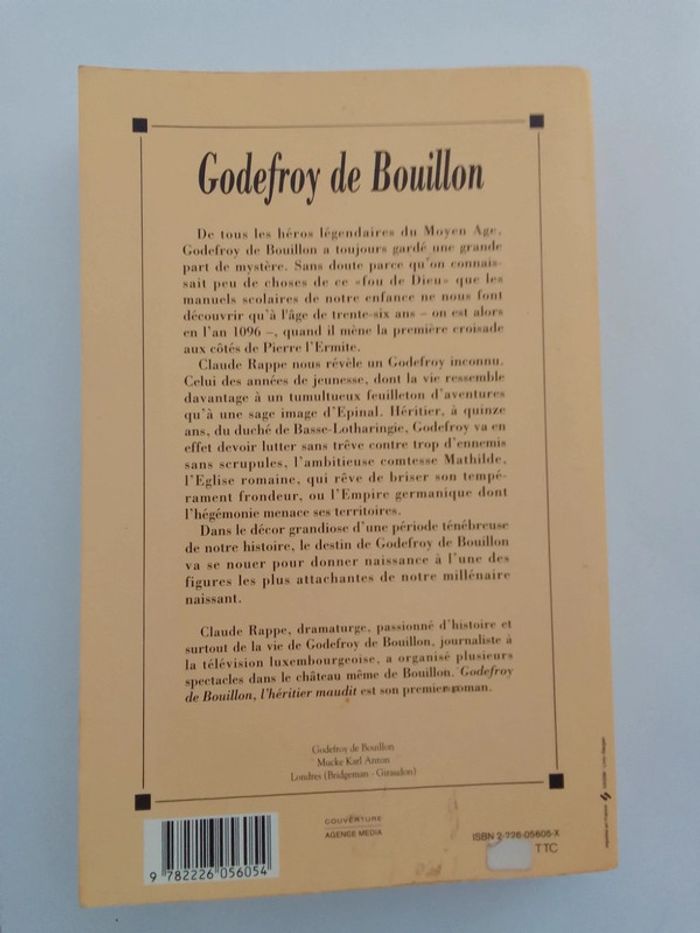 Godefroy de Bouillon
De tous les héros légendaires du Moyen Age,
Godefroy de Bouillon a toujours gardé une grande
part de mystère. Sans doute parce qu'on connais-
sait peu de choses de ce «fou de Dieu» que les
manuels scolaires de notre enfance ne nous font
découvrir qu'à l'âge de trente-six ans – on est alors
en l'an 1096 –, quand il mène la première croisade
aux côtés de Pierre l'Ermite.
Claude Rappe nous révèle un Godefroy inconnu.
Celui des années de jeunesse, dont la vie ressemble
davantage à un tumultueux feuilleton d'aventures
qu'à une sage image d'Epinal. Héritier, à quinze
ans, du duché de Basse-Lotharingie, Godefroy va en
effet devoir lutter sans trêve contre trop d'ennemis
sans scrupules, l'ambitieuse comtesse Mathilde,
l'Eglise romaine, qui rêve de briser son tempé-
rament frondeur, ou l'Empire germanique dont
l'hégémonie menace ses territoires.
Dans le décor grandiose d'une période ténébreuse
de notre histoire, le destin de Godefroy de Bouillon
va se nouer pour donner naissance à l'une des
figures les plus attachantes de notre millénaire
naissant.
Claude Rappe, dramaturge, passionné d'histoire et
surtout de la vie de Godefroy de Bouillon, journaliste à
la télévision luxembourgeoise, a organisé plusieurs
spectacles dans le château même de Bouillon. Godefroy
de Bouillon, l'héritier maudit est son premier roman.
Godefroy de Bouillon
Mucke Karl Anton
Londres (Bridgeman - Giraudon)
COUVERTURE
AGENCE MEDIA
ISBN 2-226-05605-X
TTC
9 782226 056054